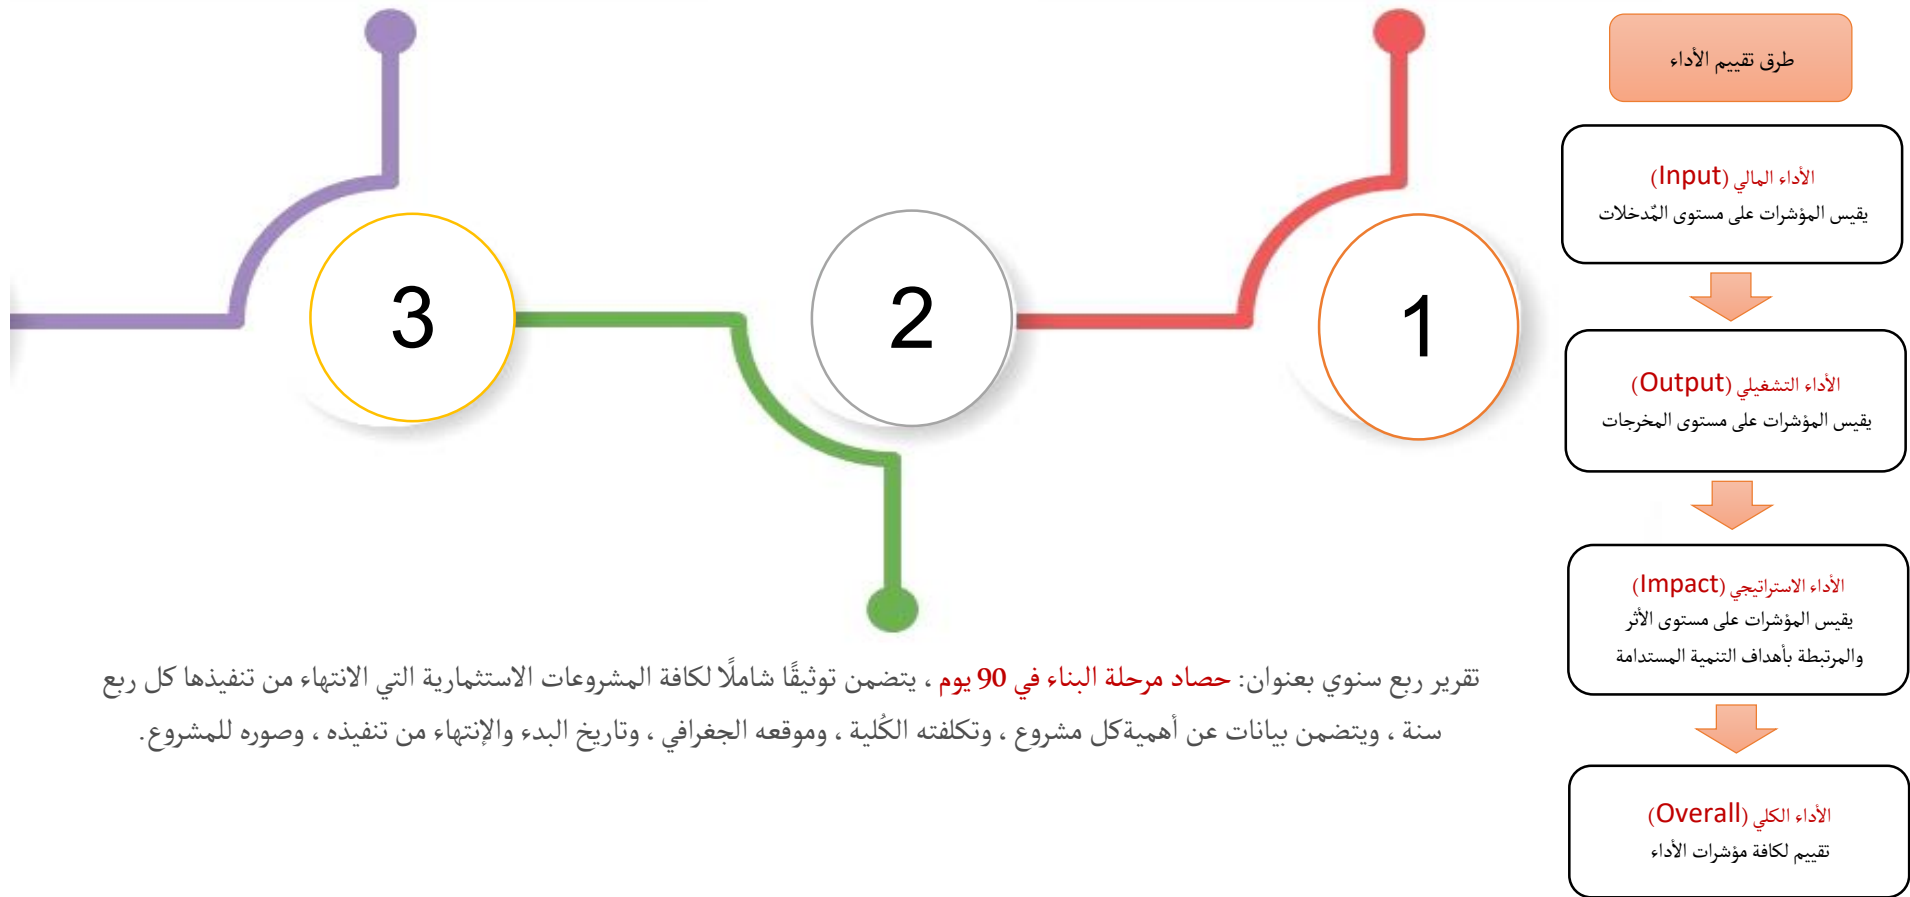 طرق تقييم الأداء
الأداء المالي (Input)
يقيس المؤشرات على مستوى المٌدخلات
الأداء التشغيلي (Output)
يقيس المؤشرات على مستوى المخرجات
الأداء الاستراتيجي (Impact)
يقيس المؤشرات على مستوى الأثر
والمرتبطة بأهداف التنمية المستدامة
الأداء الكلي (Overall)
تقييم لكافة مؤشرات الأداء
1
2
3
تقرير ربع سنوي بعنوان: حصاد مرحلة البناء في 90 يوم ، يتضمن توثيقًا شاملًا لكافة المشروعات الاستثمارية التي الانتهاء من تنفيذها كل ربع
سنة ، ويتضمن بيانات عن أهميةكل مشروع ، وتكلفته الكُلية ، وموقعه الجغرافي ، وتاريخ البدء والإنتهاء من تنفيذه ، وصوره للمشروع.